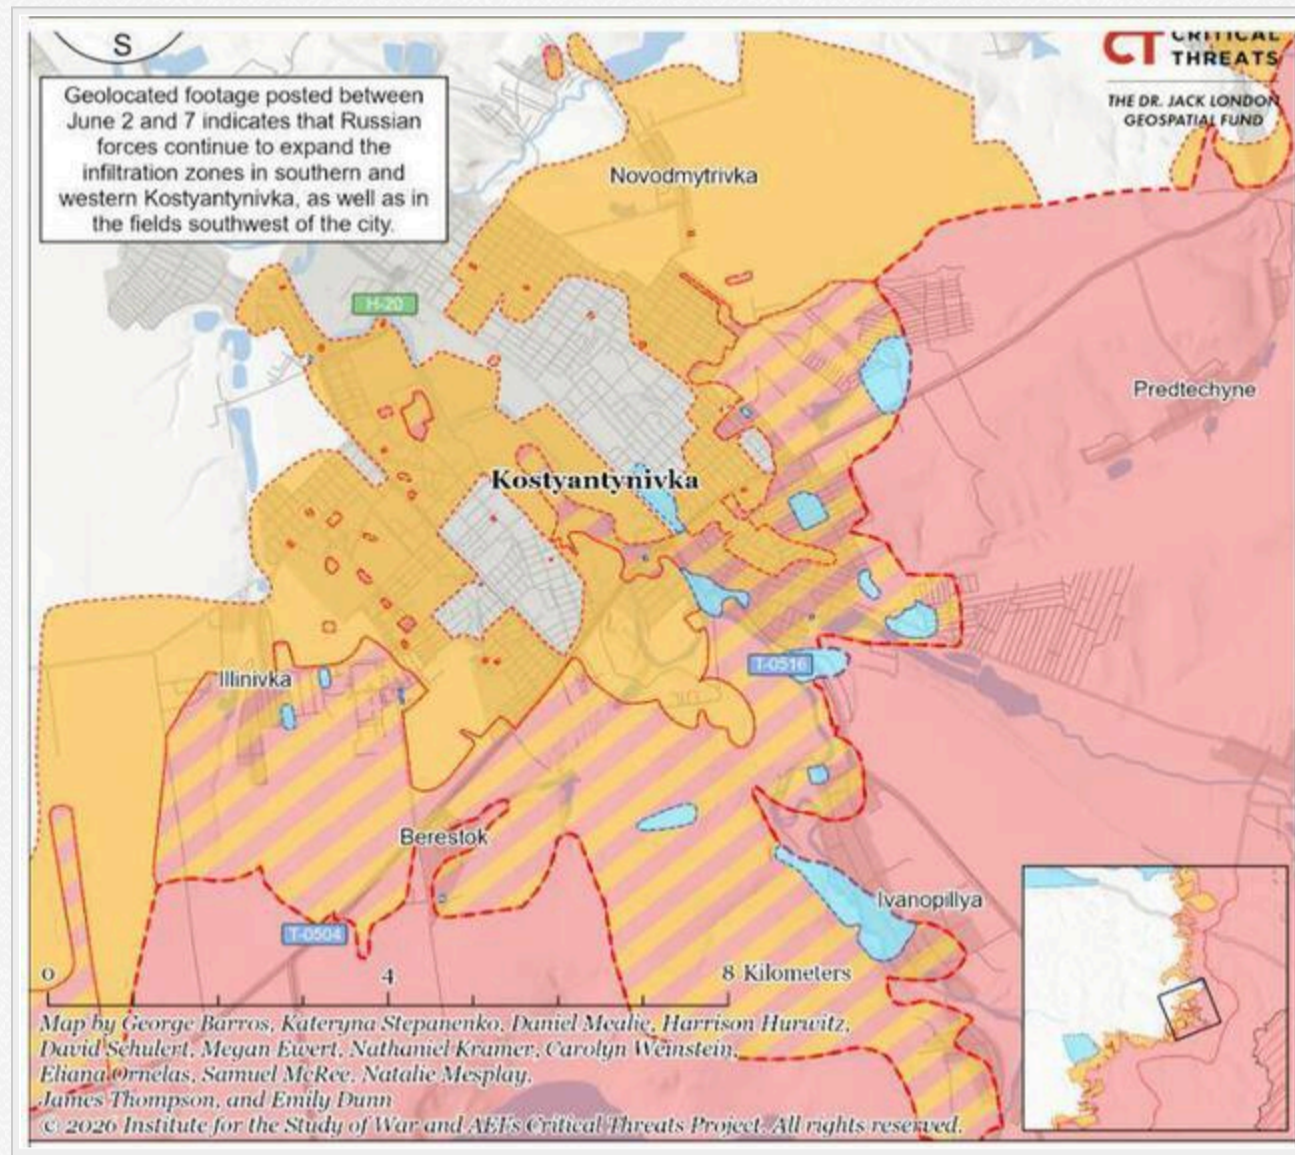 S
CRITICAL
THREATS
CT
THE DR. JACK LONDON
GEOSPATIAL FUND
Geolocated footage posted between
June 2 and 7 indicates that Russian
forces continue to expand the
infiltration zones in southern and
western Kostyantynivka, as well as in
the fields southwest of the city.
Novodmytrivka
H-20
Predtechyne
Kostyantynivka
T-0516
Illinivka
Berestok
Ivanopillya
T-0504
0 4 8 Kilometers
Map by George Barros, Kateryna Stepanenko, Daniel Mealie, Harrison Hurwitz,
David Schulert, Megan Ewert, Nathaniel Kramer, Carolyn Weinstein,
Eliana Ornelas, Samuel McRee, Natalie Mesplay,
James Thompson, and Emily Dunn
© 2026 Institute for the Study of War and AEI's Critical Threats Project. All rights reserved.